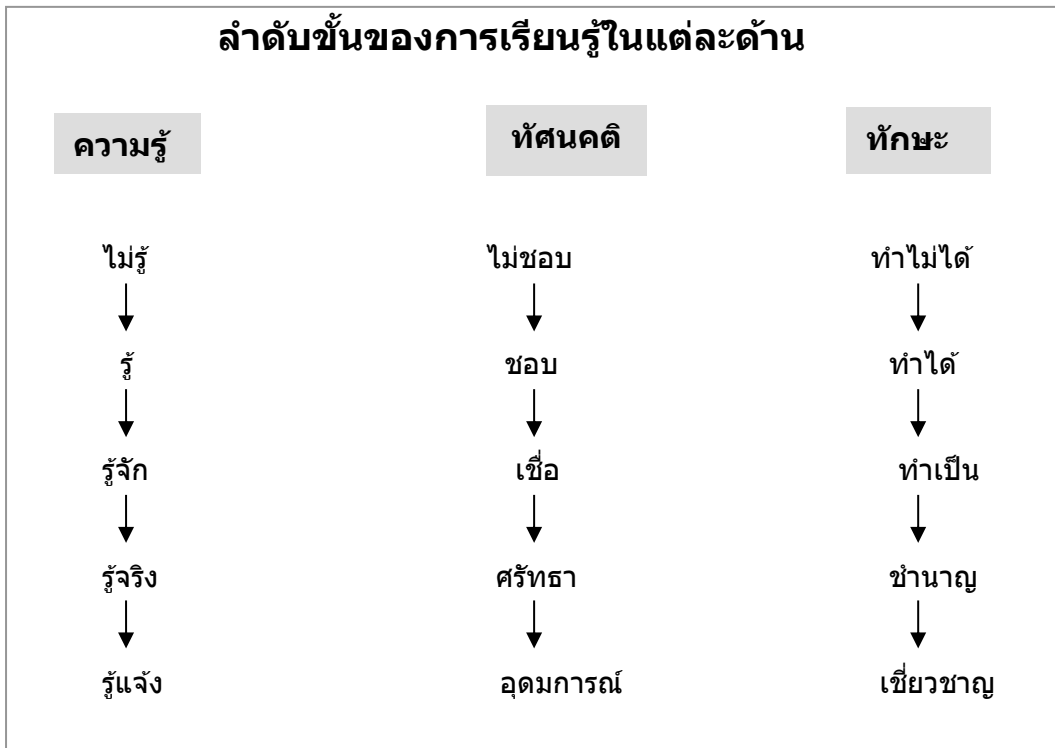 ลำดับขั้นของการเรียนรู้ในแต่ละด้าน
ความรู้ ทัศนคติ ทักษะ
ไม่รู้ ไม่ชอบ ทำไม่ได้
รู้ ชอบ ทำได้
รู้จัก เชื่อ ทำเป็น
รู้จริง ศรัทธา ชำนาญ
รู้แจ้ง อุดมการณ์ เชี่ยวชาญ